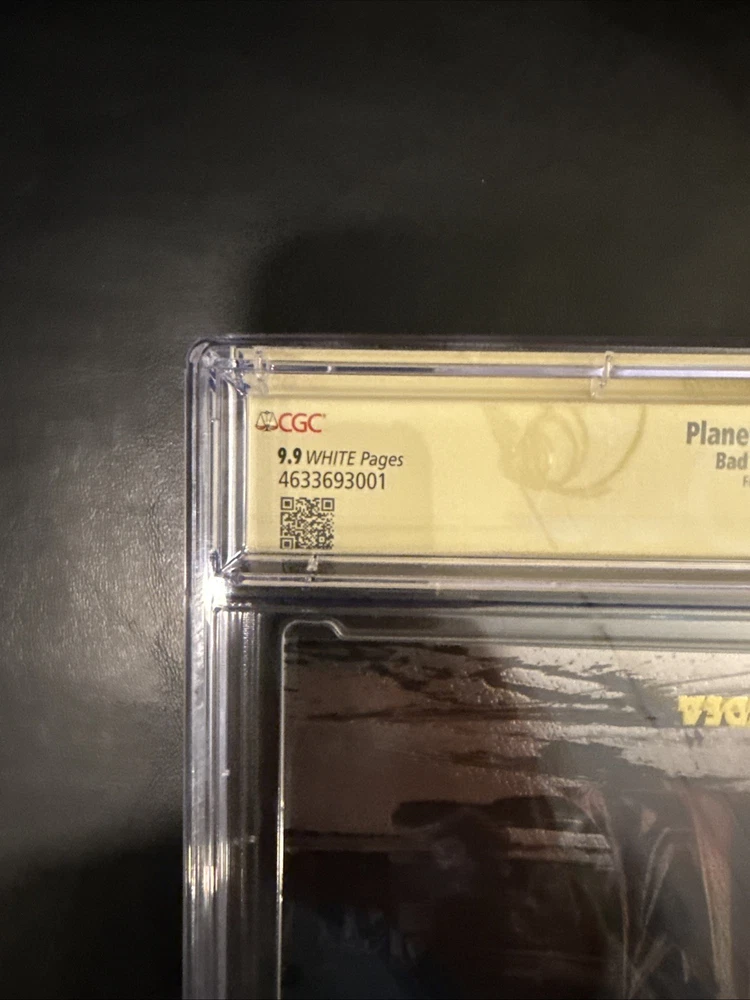 CGC
9.9 WHITE Pages
4633693001
Plane
Bad